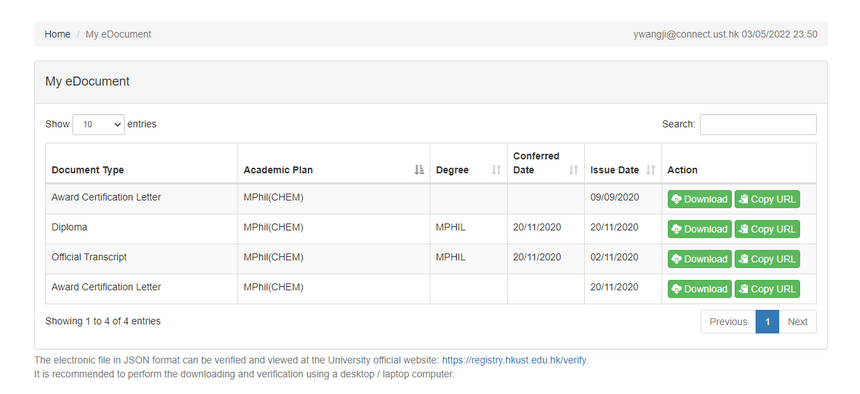 Home / My eDocument ywangji@connect.ust.hk 03/05/2022 23:50
My eDocument
Show 10 entries Search:
Document Type Academic Plan Degree Conferred Date Issue Date Action
Award Certification Letter MPhil(CHEM) 09/09/2020 Download Copy URL
Diploma MPhil(CHEM) MPHIL 20/11/2020 20/11/2020 Download Copy URL
Official Transcript MPhil(CHEM) MPHIL 20/11/2020 02/11/2020 Download Copy URL
Award Certification Letter MPhil(CHEM) 20/11/2020 Download Copy URL
Showing 1 to 4 of 4 entries Previous 1 Next
The electronic file in JSON format can be verified and viewed at the University official website: https://registry.hkust.edu.hk/verify.
It is recommended to perform the downloading and verification using a desktop / laptop computer.